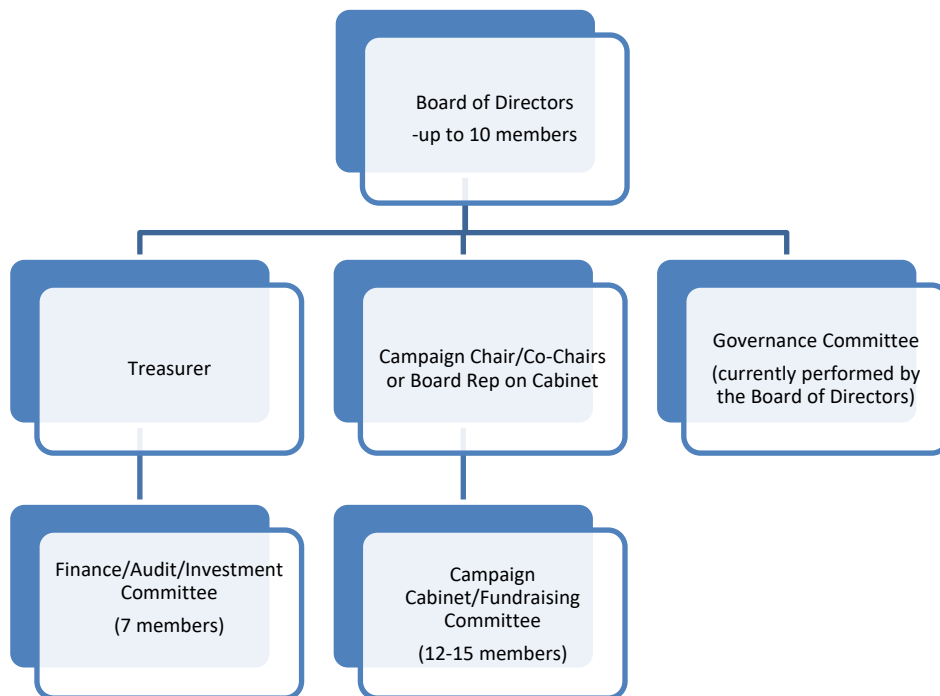 Board of Directors
-up to 10 members
Treasurer
Campaign Chair/Co-Chairs
or Board Rep on Cabinet
Governance Committee
(currently performed by
the Board of Directors)
Finance/Audit/Investment
Committee
(7 members)
Campaign
Cabinet/Fundraising
Committee
(12-15 members)